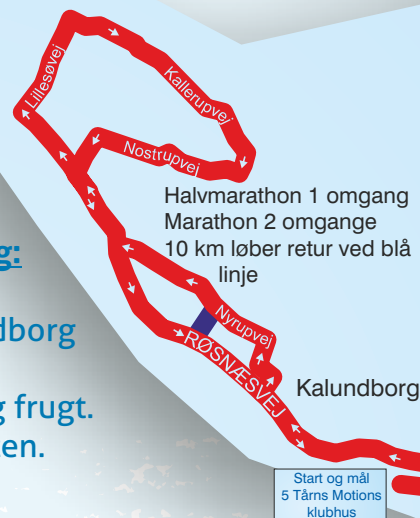 Lillesøvej
Kallerupvej
Nostrupvej
Halvmarathon 1 omgang
Marathon 2 omgange
10 km løber retur ved blå
linje
g:
Nyrupvej
dborg
RØSNÆSVEJ
Kalundborg
g frugt.
en.
Start og mål
5 Tårns Motions
klubhus